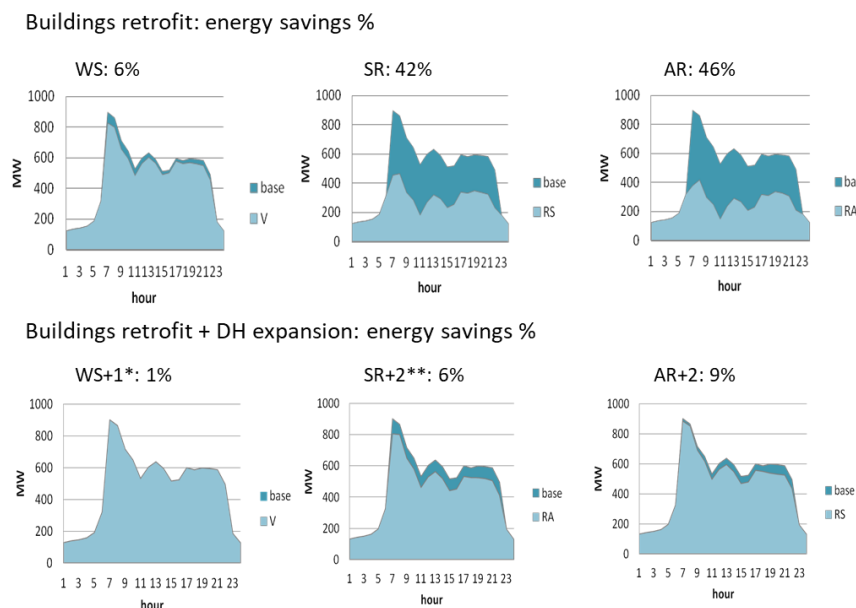 Buildings retrofit: energy savings %
WS: 6%
1000
800
600
400
200
0
MW
1 3 5 7 9 11 13 15 17 19 21 23
hour
base
V
SR: 42%
1000
800
600
400
200
0
MW
1 3 5 7 9 11 13 15 17 19 21 23
hour
base
RS
AR: 46%
1000
800
600
400
200
0
MW
1 3 5 7 9 11 13 15 17 19 21 23
hour
ba
RA
Buildings retrofit + DH expansion: energy savings %
WS+1*: 1%
1000
800
600
400
200
0
MW
1 3 5 7 9 11 13 15 17 19 21 23
hour
base
V
SR+2**: 6%
1000
800
600
400
200
0
MW
1 3 5 7 9 11 13 15 17 19 21 23
hour
base
RA
AR+2: 9%
1000
800
600
400
200
0
MW
1 3 5 7 9 11 13 15 17 19 21 23
hour
base
RS